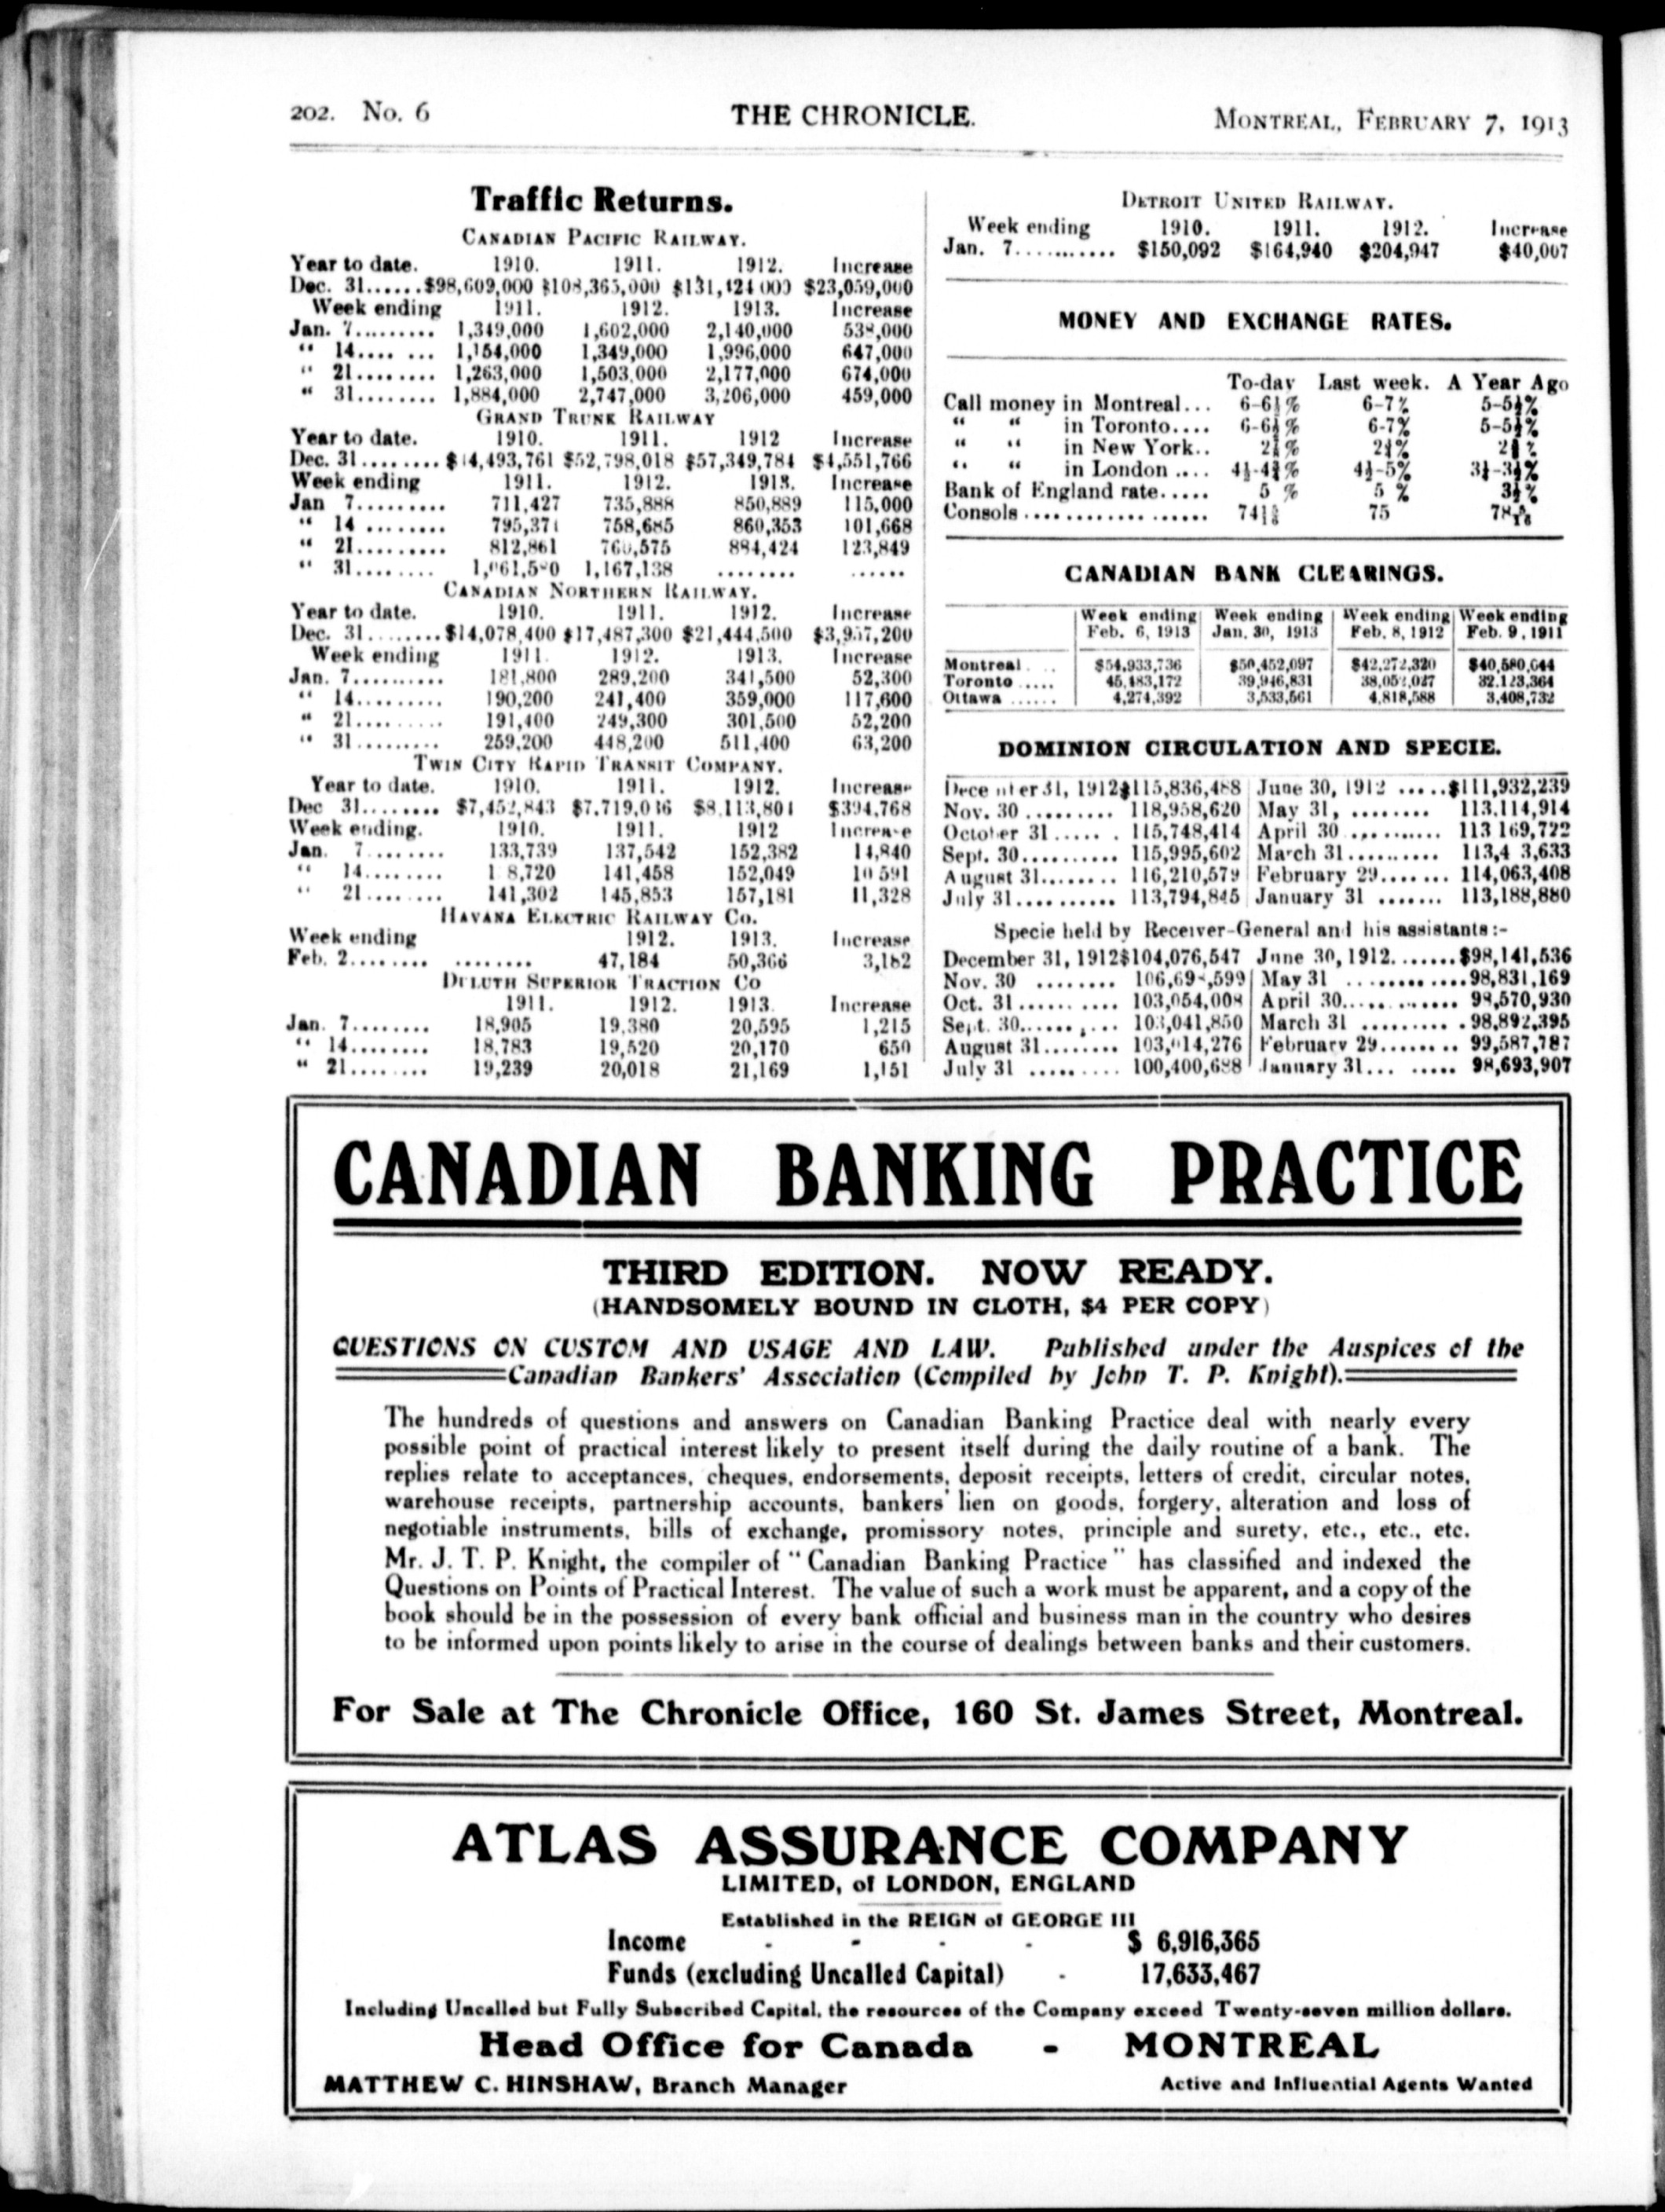 202. No. 6 THE CHRONICLE. MONTREAL, FEBRUARY 7, 1913
Traffic Returns.
CANADIAN PACIFIC RAILWAY.
Year to date. 1910. 1911. 1912. Increase
Dec. 31...... $98,609,000 $108,365,000 $131,424 000 $23,059,000
Week ending 1911. 1912. 1913. Increase
Jan. 7......... 1,349,000 1,602,000 2,140,000 538,000
“ 14.... ... 1,154,000 1,349,000 1,996,000 647,000
“ 21........ 1,263,000 1,503,000 2,177,000 674,000
“ 31........ 1,884,000 2,747,000 3,206,000 459,000
GRAND TRUNK RAILWAY
Year to date. 1910. 1911. 1912 Increase
Dec. 31........ $14,493,761 $52,798,018 $57,349,784 $4,551,766
Week ending 1911. 1912. 1913. Increase
Jan 7......... 711,427 735,888 850,889 115,000
“ 14 ........ 795,371 758,685 860,353 101,668
“ 21......... 812,861 760,575 884,424 123,849
“ 31........ 1,167,138 ........ ......
CANADIAN NORTHERN RAILWAY.
Year to date. 1910. 1911. 1912. Increase
Dec. 31........ $14,078,400 $17,487,300 $21,444,500 $3,957,200
Week ending 1911. 1912. 1913. Increase
Jan. 7.......... 181,800 289,200 341,500 52,300
“ 14......... 190,200 241,400 359,000 117,600
“ 21......... 191,400 249,300 301,500 52,200
“ 31......... 259,200 448,200 511,400 63,200
TWIN CITY RAPID TRANSIT COMPANY.
Year to date. 1910. 1911. 1912. Increase
Dec 31........ $7,452,843 $7.719,036 $8,113,801 $394,768
Week ending. 1910. 1911. 1912 Increase
Jan. 7........ 133,739 137,542 152,382 14,840
“ 14........ 1 8,720 141,458 152,049 10 591
“ 21........ 141,302 145,853 157,181 11,328
HAVANA ELECTRIC RAILWAY CO.
Week ending 1912. 1913. Increase
Feb. 2........ ........ 47,184 50,366 3,182
DULUTH SUPERIOR TRACTION CO
1911. 1912. 1913. Increase
Jan. 7........ 18,905 19,380 20,595 1,215
“ 14........ 18,783 19,520 20,170 650
“ 21........ 19,239 20,018 21,169 1,151
DETROIT UNITED RAILWAY.
Week ending 1910. 1911. 1912. Increase
Jan. 7........... $150,092 $164,940 $204,947 $40,007
MONEY AND EXCHANGE RATES.
To-day Last week. A Year Ago
Call money in Montreal... 6-6½% 6-7% 5-5½%
“ “ in Toronto.... 6-6½% 6-7% 5-5½%
“ “ in New York..
“ “ in London ....
Bank of England rate..... 5 % 5 % 3½%
Consols .................. 75
CANADIAN BANK CLEARINGS.
Week ending Week ending Week ending Week ending
Feb. 6, 1913 Jan. 30, 1913 Feb. 8, 1912 Feb. 9, 1911
Montreal . . . . $54,933,736 $50,452,097 $42,272,320 $40,580,044
Toronto ..... 45,183,172 39,946,831 38,052,027 32,123,364
Ottawa ...... 4,274,392 3,533,561 4,818,588 3,408,732
DOMINION CIRCULATION AND SPECIE.
Dece ber 31, 1912 $115,836,488 June 30, 1912 ..... $111,932,239
Nov. 30 ......... 118,958,620 May 31, ........ 113,114,914
October 31...... . 115,748,414 April 30 ........... 113 169,722
Sept. 30.......... 115,995,602 March 31.......... 113,4 3,633
August 31........ 116,210,579 February 29....... 114,063,408
July 31.......... 113,794,845 January 31 ....... 113,188,880
Specie held by Receiver-General and his assistants :-
December 31, 1912 $104,076,547 June 30, 1912....... $98,141,536
Nov. 30 ........ May 31 ........... 98,831,169
Oct. 31...... .... 103,054,008 April 30............ 98,570,930
Sept. 30.......... 103,041,850 March 31 .......... 98,892,395
August 31........ 103,014,276 February 29........ 99,587,787
July 31 ......... 100,400,688 January 31... ..... 98,693,907
CANADIAN BANKING PRACTICE
THIRD EDITION. NOW READY.
(HANDSOMELY BOUND IN CLOTH, $4 PER COPY)
QUESTIONS ON CUSTOM AND USAGE AND LAW. Published under the Auspices of the
Canadian Bankers' Association (Compiled by John T. P. Knight).
The hundreds of questions and answers on Canadian Banking Practice deal with nearly every
possible point of practical interest likely to present itself during the daily routine of a bank. The
replies relate to acceptances, cheques, endorsements, deposit receipts, letters of credit, circular notes,
warehouse receipts, partnership accounts, bankers' lien on goods, forgery, alteration and loss of
negotiable instruments, bills of exchange, promissory notes, principle and surety, etc., etc., etc.
Mr. J. T. P. Knight, the compiler of “Canadian Banking Practice” has classified and indexed the
Questions on Points of Practical Interest. The value of such a work must be apparent, and a copy of the
book should be in the possession of every bank official and business man in the country who desires
to be informed upon points likely to arise in the course of dealings between banks and their customers.
For Sale at The Chronicle Office, 160 St. James Street, Montreal.
ATLAS ASSURANCE COMPANY
LIMITED, of LONDON, ENGLAND
Established in the REIGN of GEORGE III
Income - - - - $ 6,916,365
Funds (excluding Uncalled Capital) - 17,633,467
Including Uncalled but Fully Subscribed Capital, the resources of the Company exceed Twenty-seven million dollars.
Head Office for Canada - MONTREAL
MATTHEW C. HINSHAW, Branch Manager Active and Influential Agents Wanted